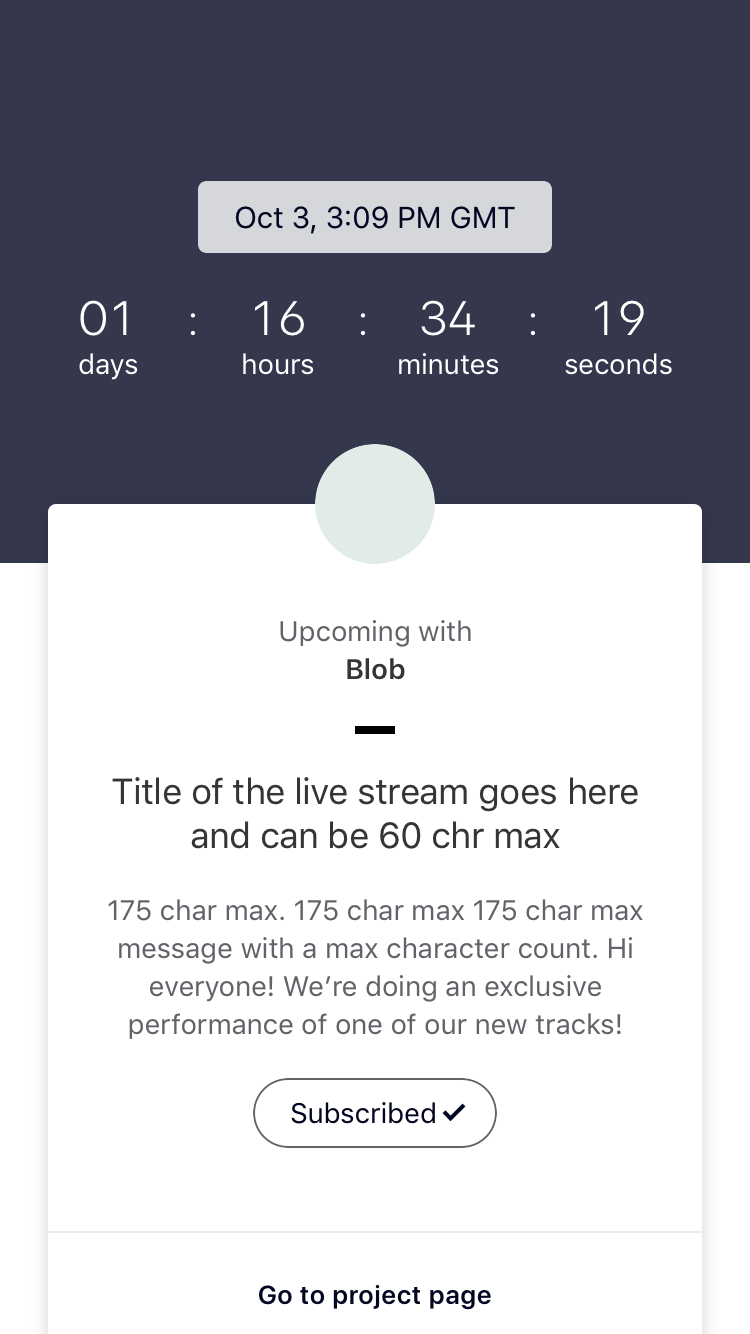 Oct 3, 3:09 PM GMT
01 : 16 : 34 : 19
days hours minutes seconds
Upcoming with
Blob
Title of the live stream goes here
and can be 60 chr max
175 char max. 175 char max 175 char max
message with a max character count. Hi
everyone! We’re doing an exclusive
performance of one of our new tracks!
Subscribed
Go to project page